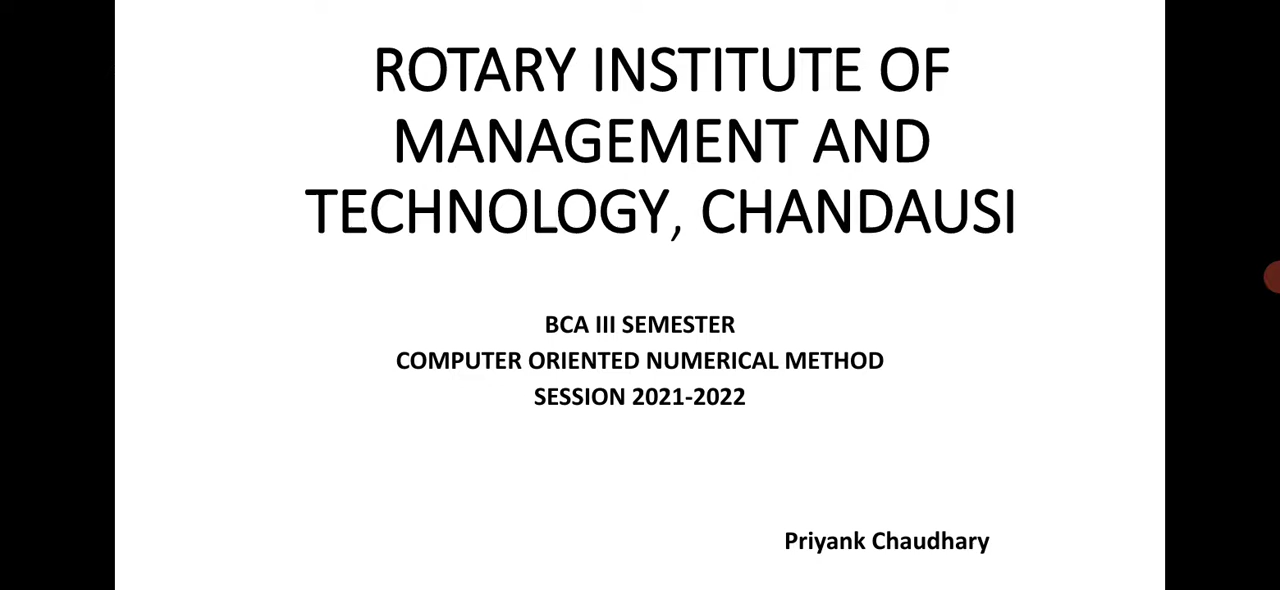 ROTARY INSTITUTE OF
MANAGEMENT AND
TECHNOLOGY, CHANDAUSI
BCA III SEMESTER
COMPUTER ORIENTED NUMERICAL METHOD
SESSION 2021-2022
Priyank Chaudhary